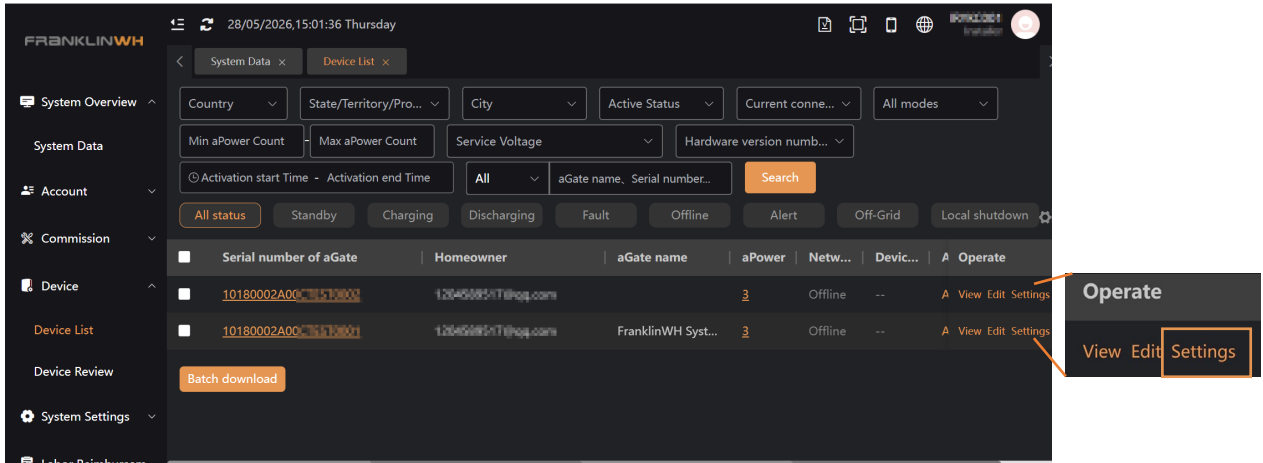 FRANKLINWH
28/05/2026,15:01:36 Thursday
System Data ×
Device List ×
System Overview
System Data
Account
Commission
Device
Device List
Device Review
System Settings
Country
State/Territory/Pro...
City
Active Status
Current conne...
All modes
Min aPower Count - Max aPower Count
Service Voltage
Hardware version numb...
Activation start Time - Activation end Time
All
aGate name、Serial number...
Search
All status
Standby
Charging
Discharging
Fault
Offline
Alert
Off-Grid
Local shutdown
Serial number of aGate
Homeowner
aGate name
aPower
Netw...
Devic...
A
Operate
10180002A00
3
Offline
--
A
View Edit Settings
10180002A00
FranklinWH Syst...
3
Offline
--
A
View Edit Settings
Batch download
Operate
View Edit Settings